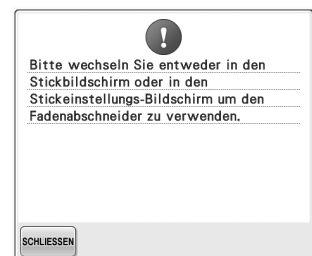 Bitte wechseln Sie entweder in den
Stickbildschirm oder in den
Stickeinstellungs-Bildschirm um den
Fadenabschneider zu verwenden.
SCHLIESSEN